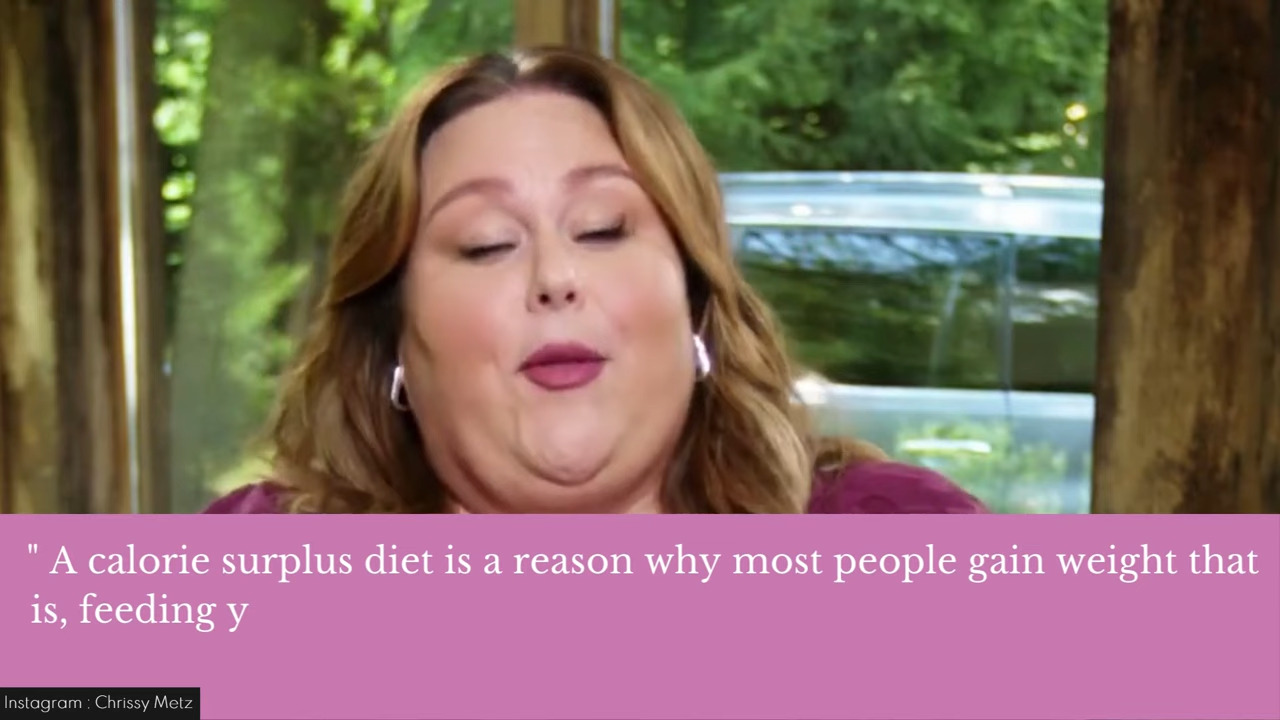 " A calorie surplus diet is a reason why most people gain weight that
is, feeding y
Instagram : Chrissy Metz